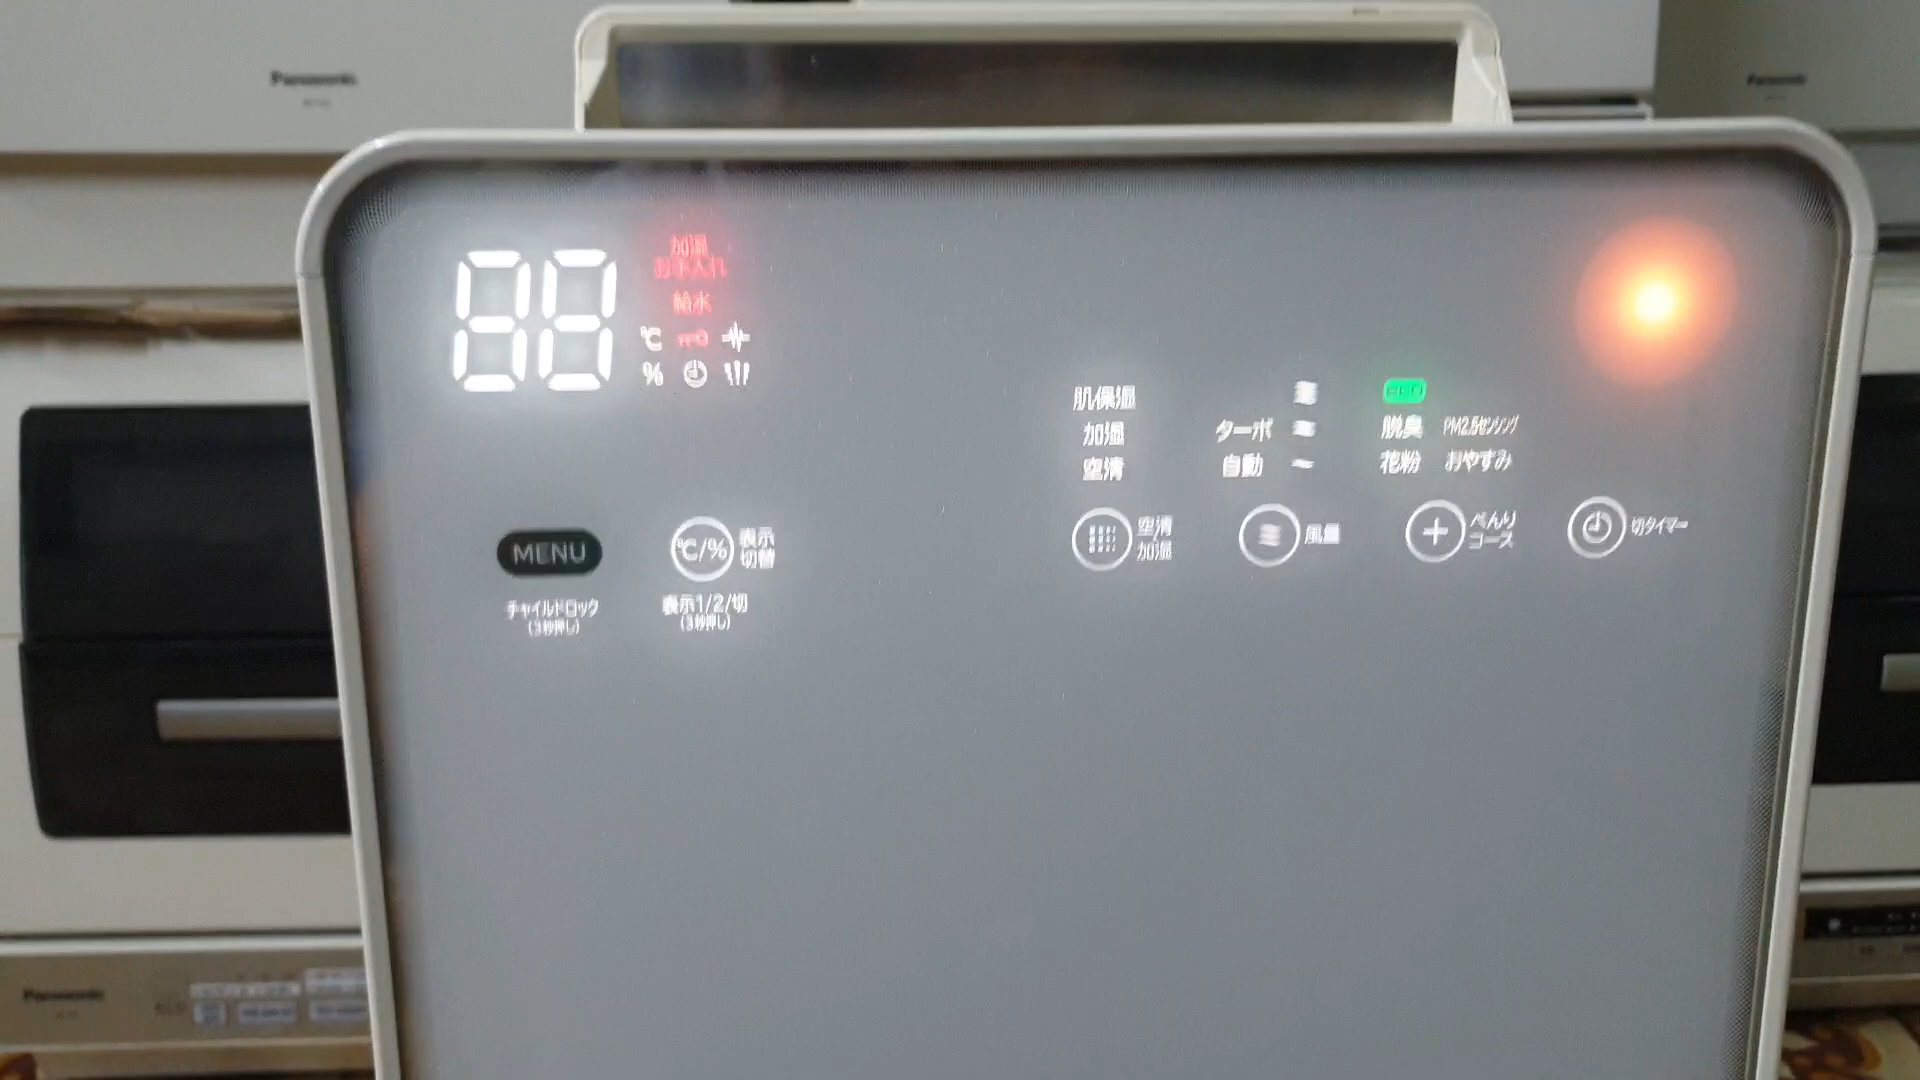 Panasonic
Panasonic
88
加湿
お手入れ
給水
℃
%
肌保湿
加湿
空清
ターボ
自動
脱臭 PM2.5センシング
花粉 おやすみ
MENU
℃/% 表示
切替
空清
加湿
風量
べんり
コース
切タイマー
チャイルドロック
(3秒押し)
表示1/2/切
(3秒押し)
Panasonic